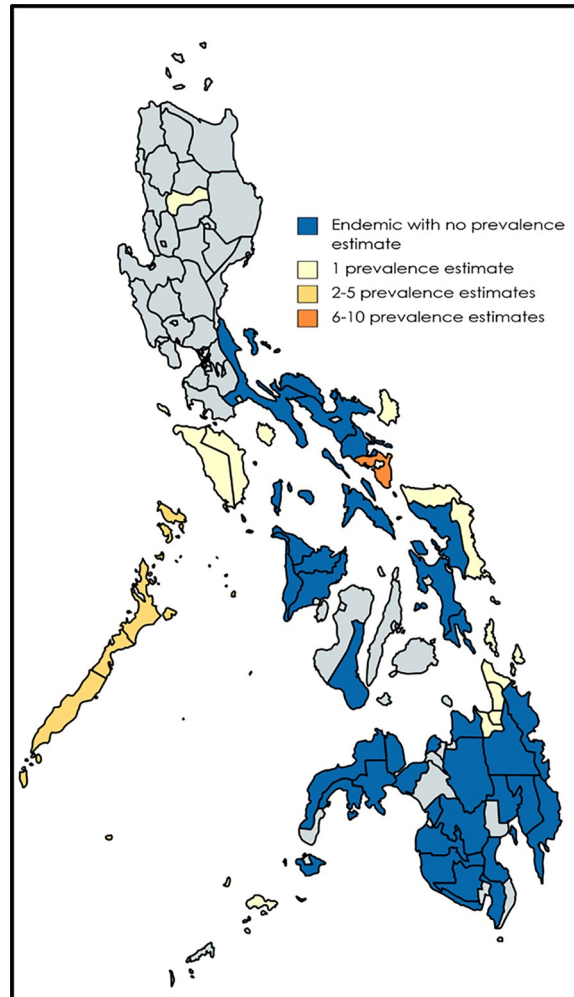 Endemic with no prevalence
estimate
1 prevalence estimate
2-5 prevalence estimates
6-10 prevalence estimates